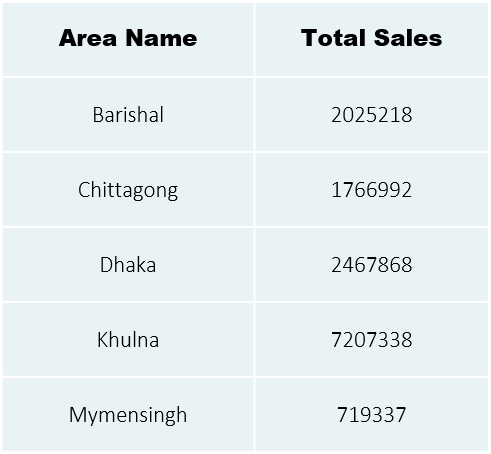 Area Name Total Sales
Barishal 2025218
Chittagong 1766992
Dhaka 2467868
Khulna 7207338
Mymensingh 719337